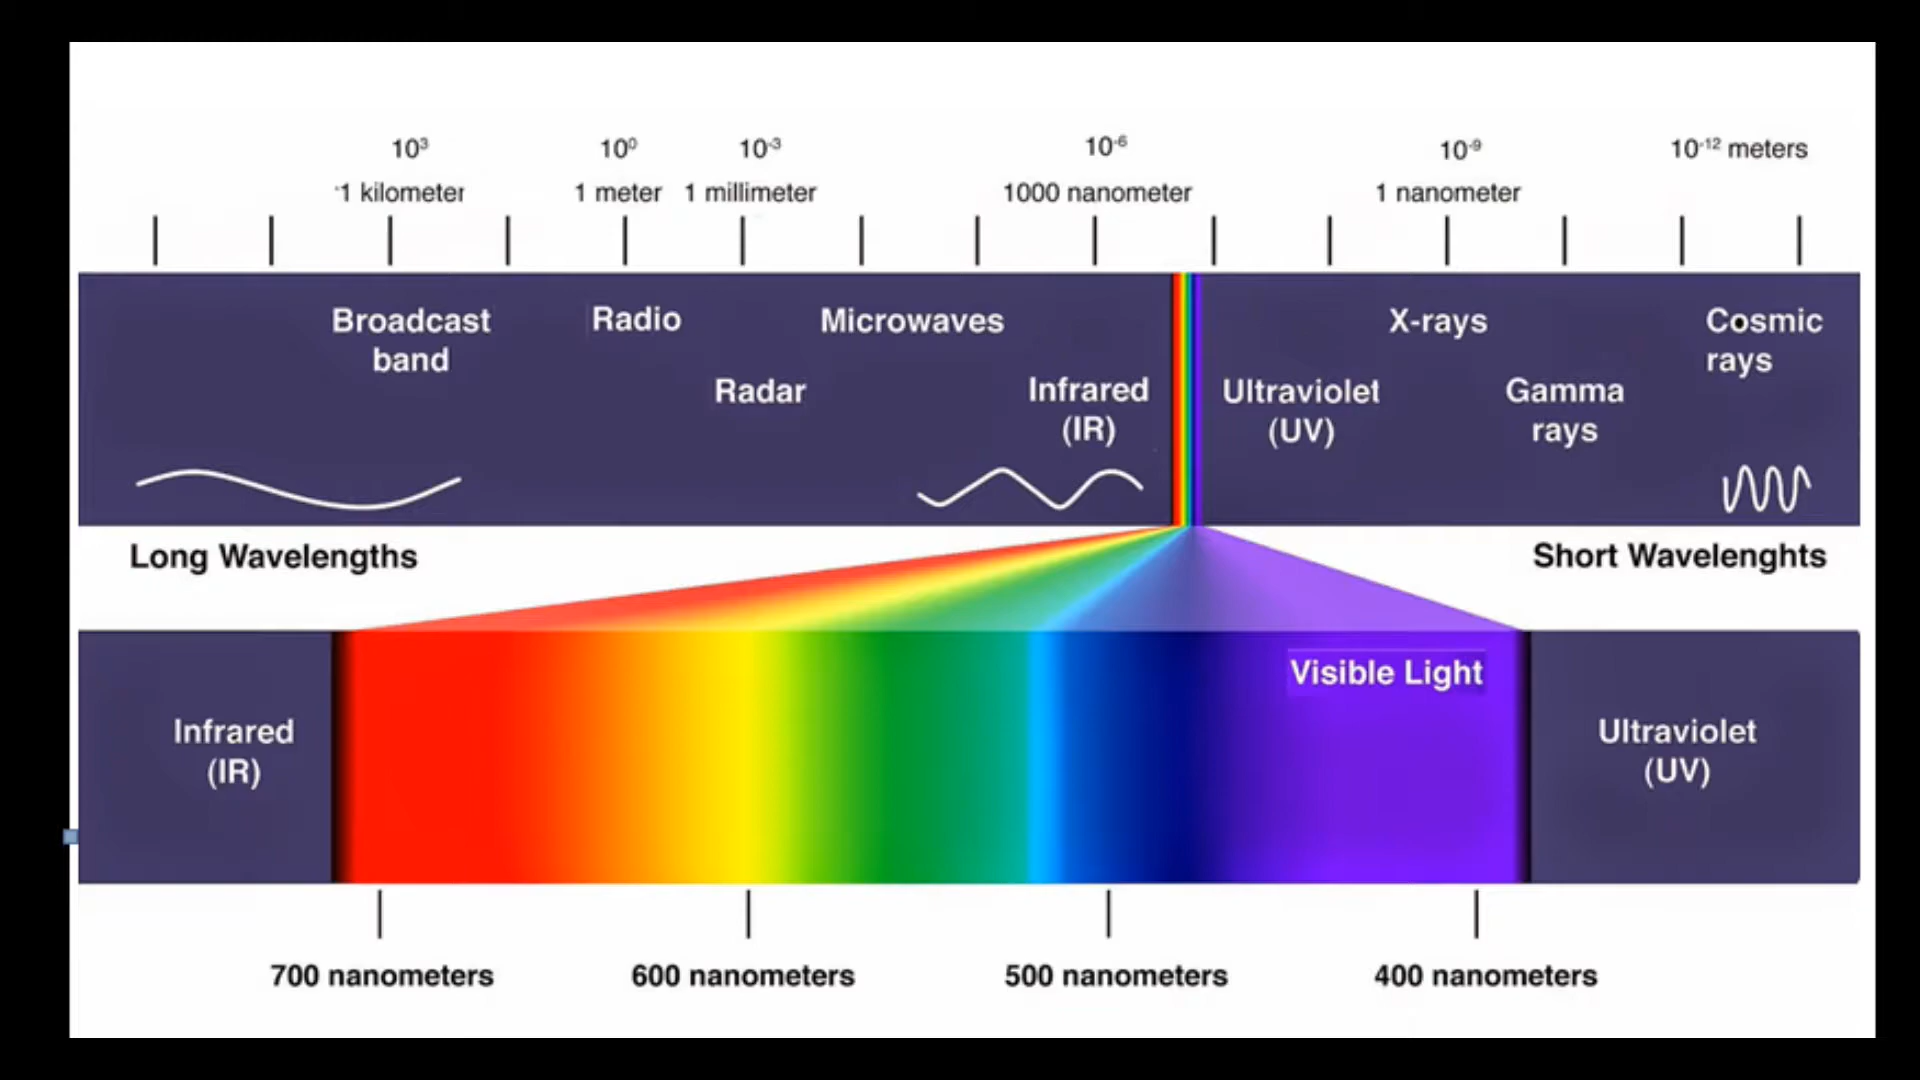 10³
10⁰
10⁻³
10⁻⁶
10⁻⁹
10⁻¹² meters
1 kilometer
1 meter
1 millimeter
1000 nanometer
1 nanometer
Broadcast
band
Radio
Radar
Microwaves
Infrared
(IR)
Ultraviolet
(UV)
X-rays
Gamma
rays
Cosmic
rays
Long Wavelengths
Short Wavelenghts
Infrared
(IR)
Visible Light
Ultraviolet
(UV)
700 nanometers
600 nanometers
500 nanometers
400 nanometers